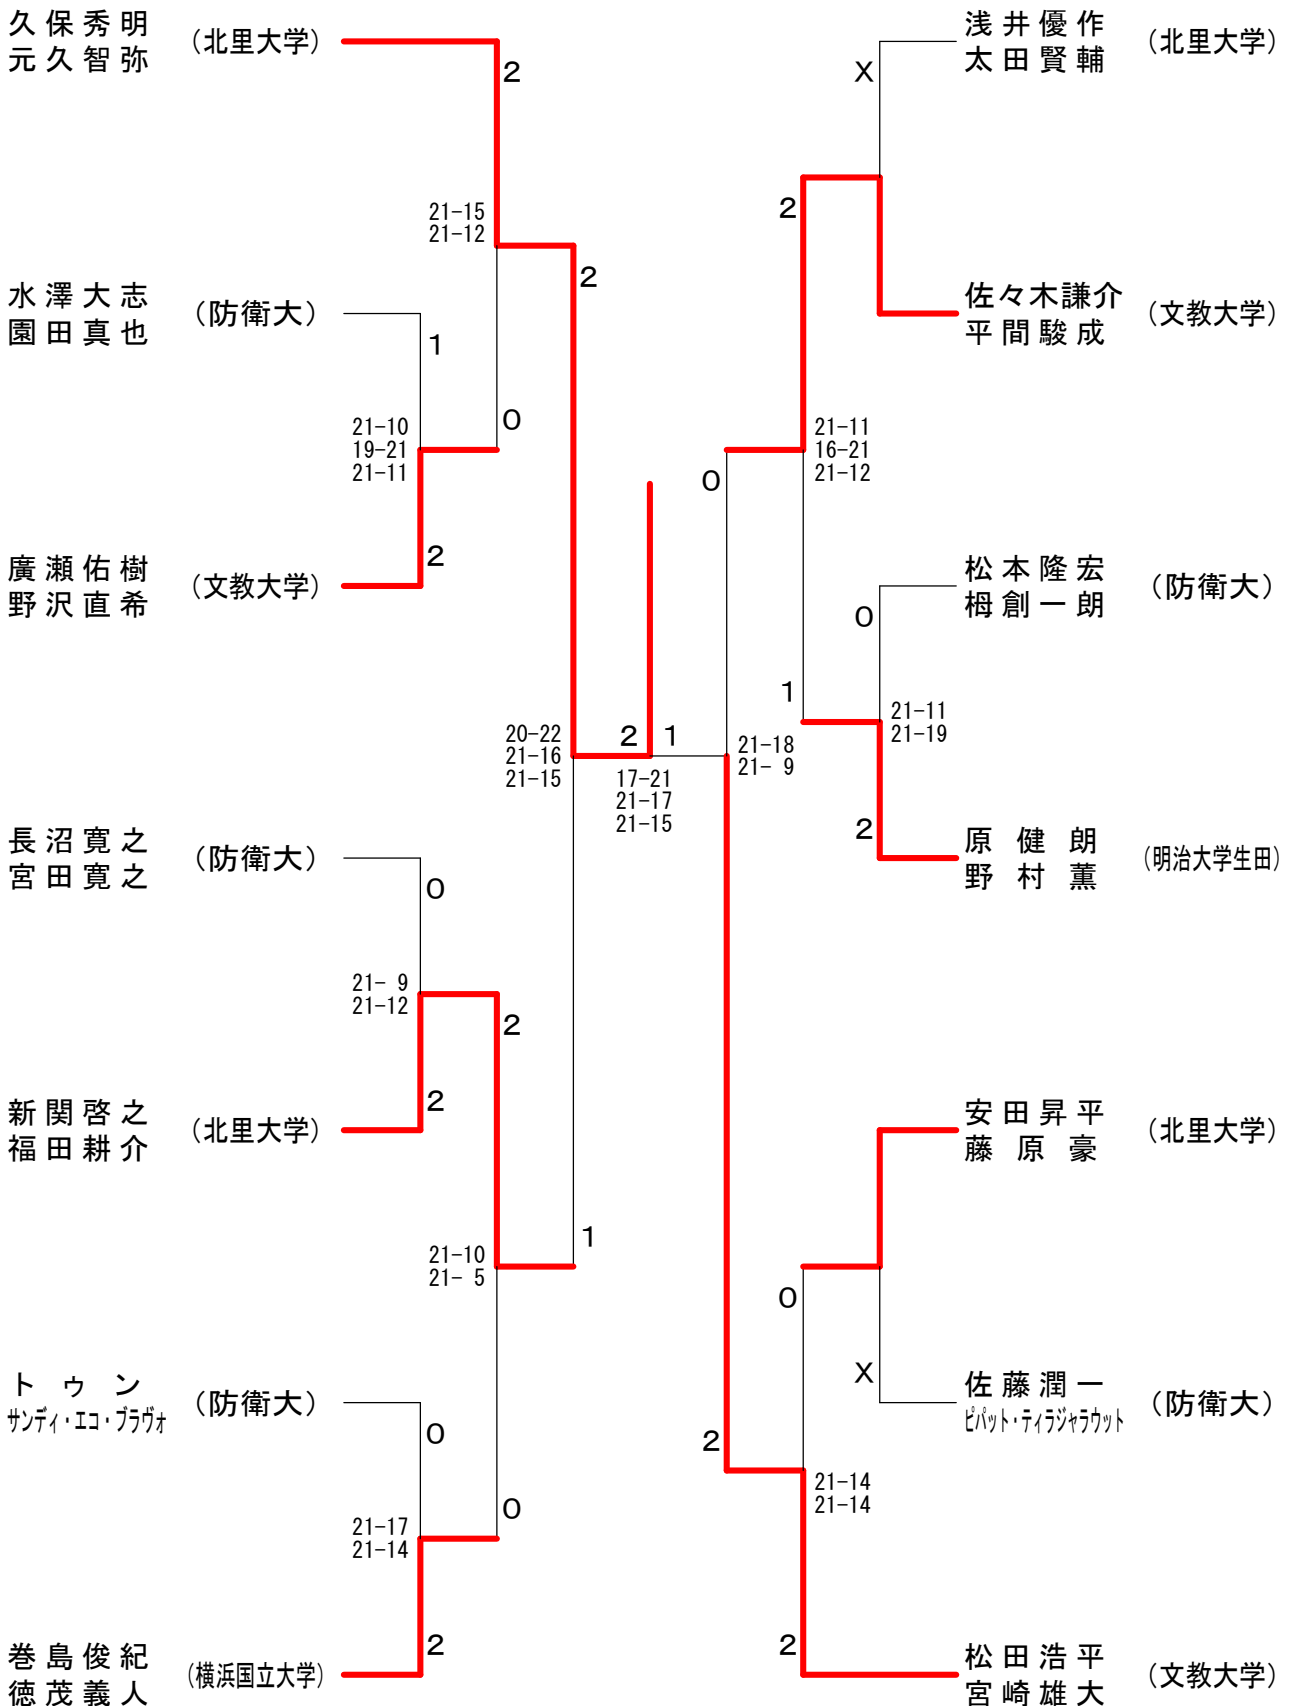 久保秀明
元久智弥
(北里大学)
2
21-15
21-12
2
水澤大志
園田真也
(防衛大)
1
21-10
19-21
21-11
0
廣瀬佑樹
野沢直希
(文教大学)
2
20-22
21-16
21-15
2
1
17-21
21-17
21-15
長沼寛之
宮田寛之
(防衛大)
0
21- 9
21-12
2
新関啓之
福田耕介
(北里大学)
2
21-10
21- 5
1
トゥン
サンディ・エコ・ブラヴォ
(防衛大)
0
21-17
21-14
0
巻島俊紀
徳茂義人
(横浜国立大学)
2
浅井優作
太田賢輔
(北里大学)
X
2
佐々木謙介
平間駿成
(文教大学)
21-11
16-21
21-12
0
松本隆宏
栂創一朗
(防衛大)
0
1
21-11
21-19
21-18
21- 9
原健朗
野村薫
(明治大学生田)
2
安田昇平
藤原豪
(北里大学)
0
X
佐藤潤一
ピパット・ティラジャラウット
(防衛大)
2
21-14
21-14
2
松田浩平
宮崎雄大
(文教大学)